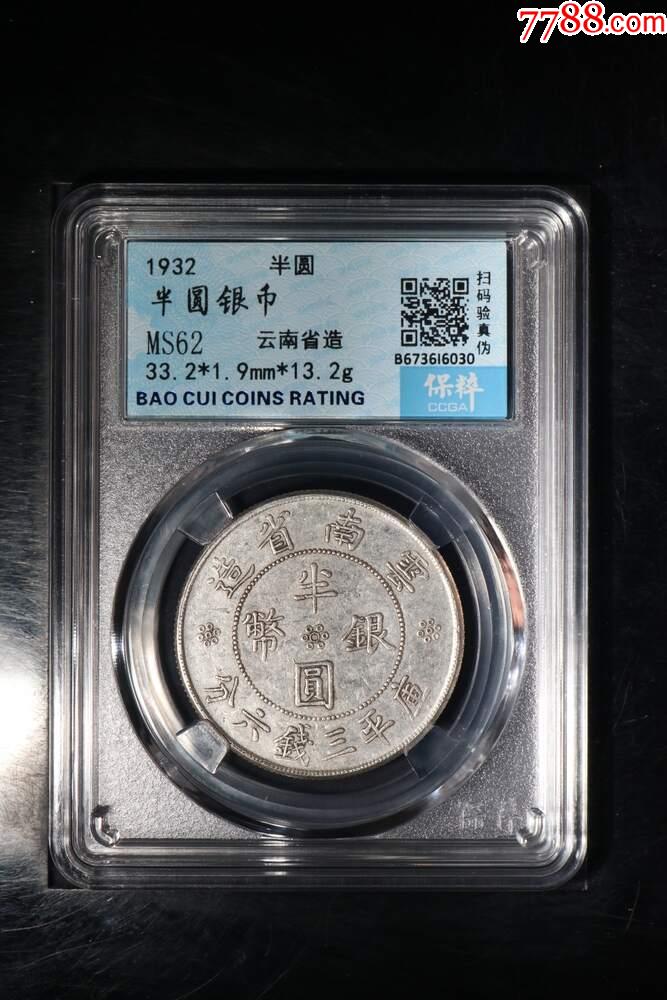 7788.com
1932 半圆
半圆银币
MS62 云南省造
33.2*1.9mm*13.2g
BAO CUI COINS RATING
扫码验真伪
B6736I6030
保粹
CCGA
雲南省造
半圓銀幣
庫平三錢六分